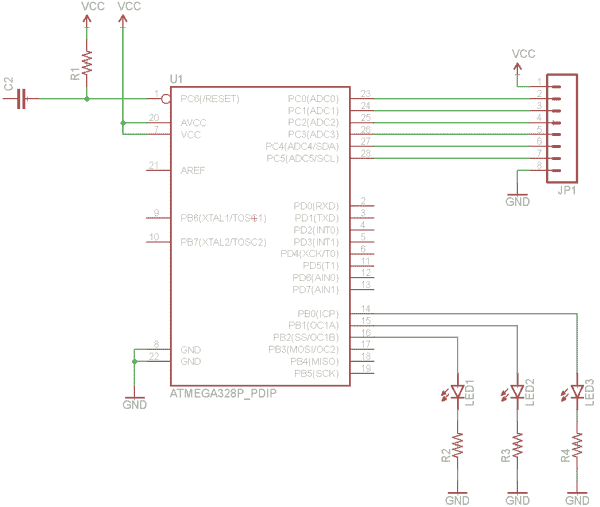 VCC VCC VCC
R1
C2
U1
1 PC6(/RESET) PC0(ADC0) 23
PC1(ADC1) 24
20 AVCC PC2(ADC2) 25
7 VCC PC3(ADC3) 26
PC4(ADC4/SDA) 27
PC5(ADC5/SCL) 28
21 AREF
1
2
3
4
5
6
7
8
JP1
GND
PD0(RXD) 2
9 PB6(XTAL1/TOSC1) PD1(TXD) 3
PD2(INT0) 4
10 PB7(XTAL2/TOSC2) PD3(INT1) 5
PD4(XCK/T0) 6
PD5(T1) 11
PD6(AIN0) 12
PD7(AIN1) 13
PB0(ICP) 14
PB1(OC1A) 15
PB2(SS/OC1B) 16
8 GND PB3(MOSI/OC2) 17
22 GND PB4(MISO) 18
PB5(SCK) 19
GND
ATMEGA328P_PDIP
LED1 LED2 LED3
R2 R3 R4
GND GND GND